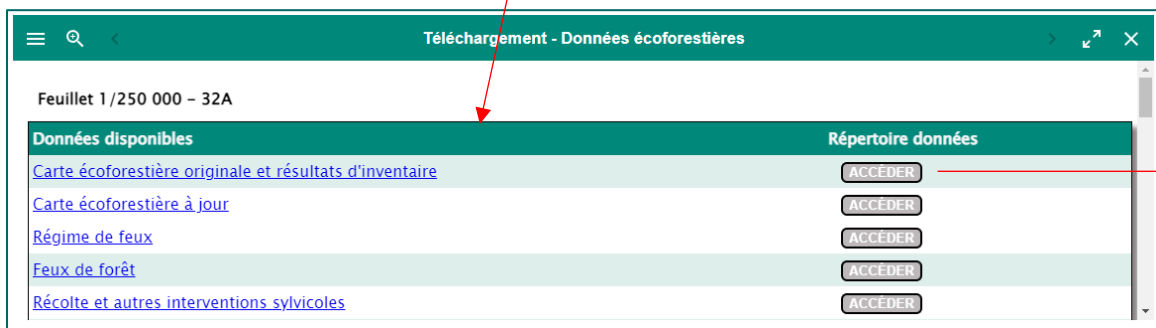 Téléchargement - Données écoforestières
Feuillet 1/250 000 – 32A
Données disponibles Répertoire données
Carte écoforestière originale et résultats d'inventaire ACCÉDER
Carte écoforestière à jour ACCÉDER
Régime de feux ACCÉDER
Feux de forêt ACCÉDER
Récolte et autres interventions sylvicoles ACCÉDER